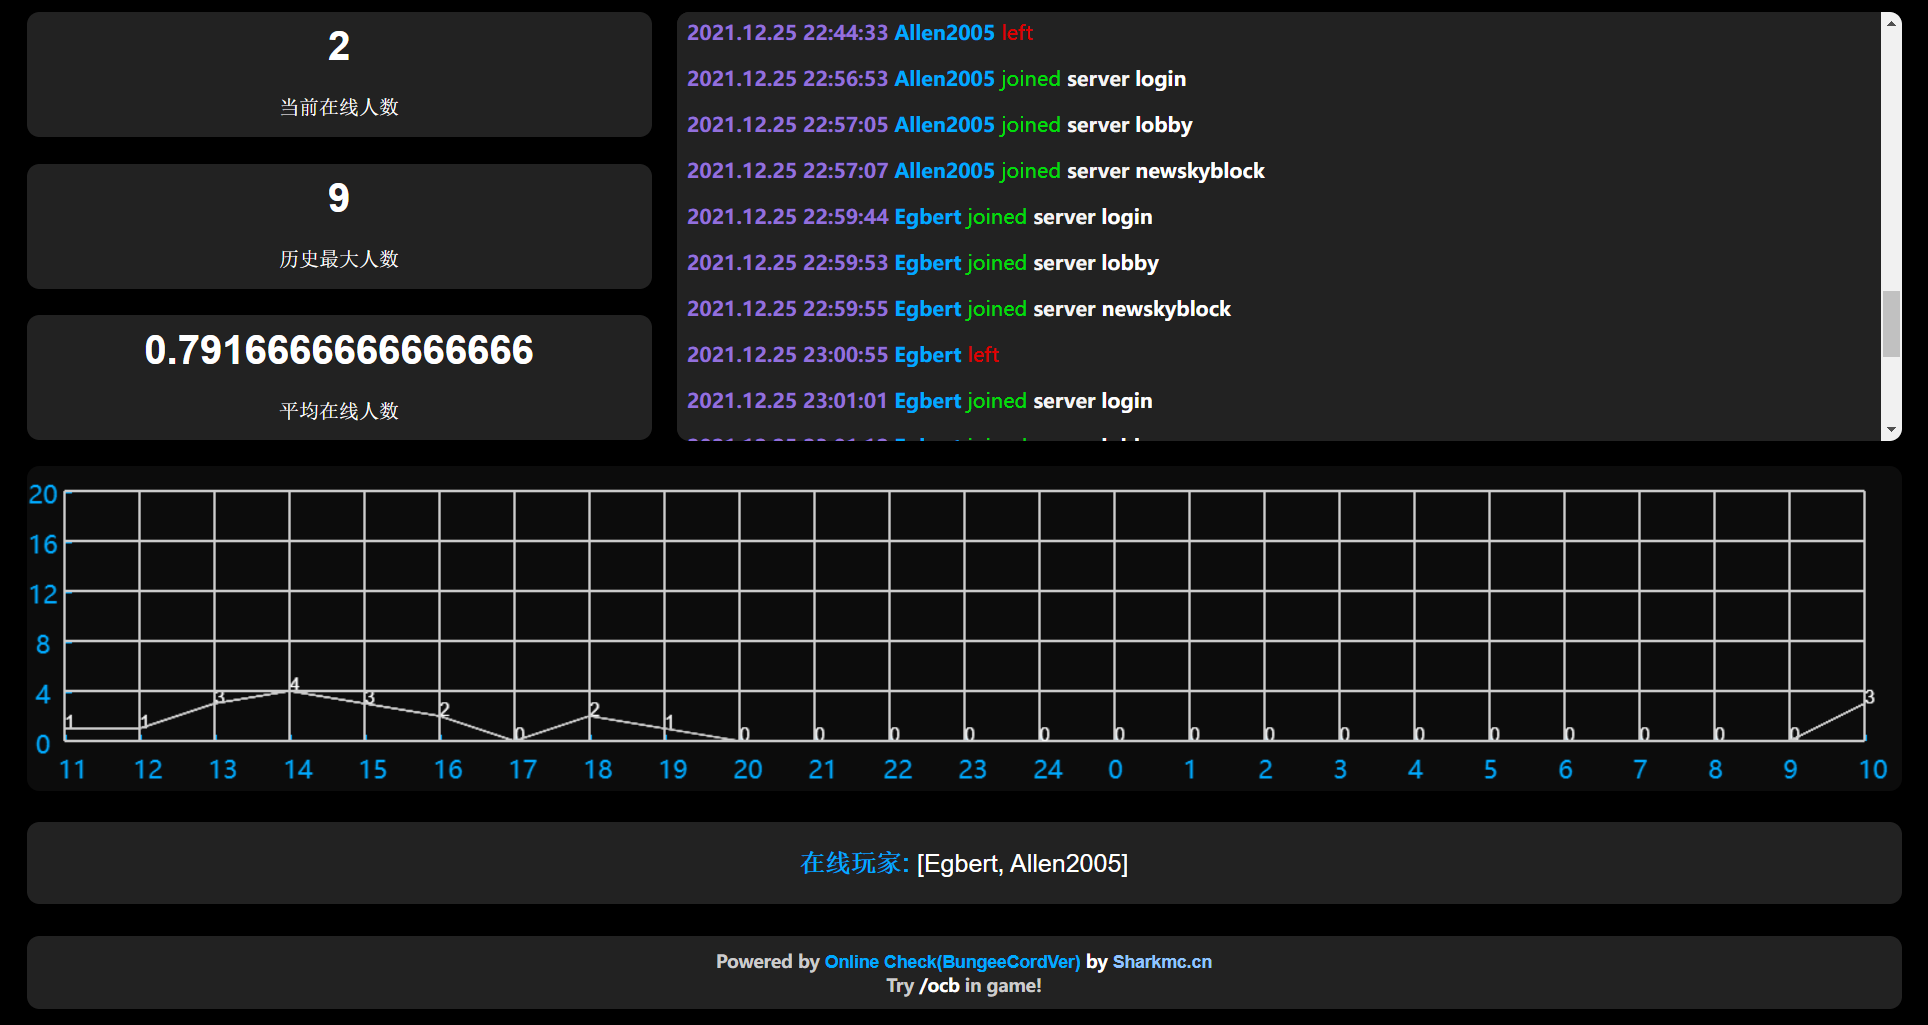 2
当前在线人数
9
历史最大人数
0.7916666666666666
平均在线人数
2021.12.25 22:44:33 Allen2005 left
2021.12.25 22:56:53 Allen2005 joined server login
2021.12.25 22:57:05 Allen2005 joined server lobby
2021.12.25 22:57:07 Allen2005 joined server newskyblock
2021.12.25 22:59:44 Egbert joined server login
2021.12.25 22:59:53 Egbert joined server lobby
2021.12.25 22:59:55 Egbert joined server newskyblock
2021.12.25 23:00:55 Egbert left
2021.12.25 23:01:01 Egbert joined server login
20
16
12
8
4
0
1 1 3 4 3 2 0 2 1 0 0 0 0 0 0 0 0 0 0 0 0 0 0 0 3
11 12 13 14 15 16 17 18 19 20 21 22 23 24 0 1 2 3 4 5 6 7 8 9 10
在线玩家: [Egbert, Allen2005]
Powered by Online Check(BungeeCordVer) by Sharkmc.cn
Try /ocb in game!